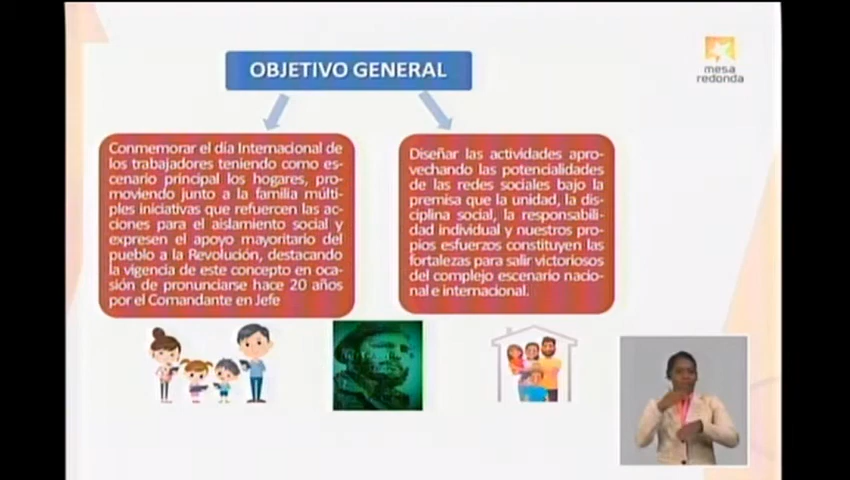 OBJETIVO GENERAL
mesa
redonda
Conmemorar el día Internacional de
los trabajadores teniendo como es-
cenario principal los hogares, pro-
moviendo junto a la familia múlti-
ples iniciativas que refuercen las ac-
ciones para el aislamiento social y
expresen el apoyo mayoritario del
pueblo a la Revolución, destacando
la vigencia de este concepto en oca-
sión de pronunciarse hace 20 años
por el Comandante en Jefe
Diseñar las actividades apro-
vechando las potencialidades
de las redes sociales bajo la
premisa que la unidad, la dis-
ciplina social, la responsabili-
dad individual y nuestros pro-
pios esfuerzos constituyen las
fortalezas para salir victoriosos
del complejo escenario nacio-
nal e internacional.